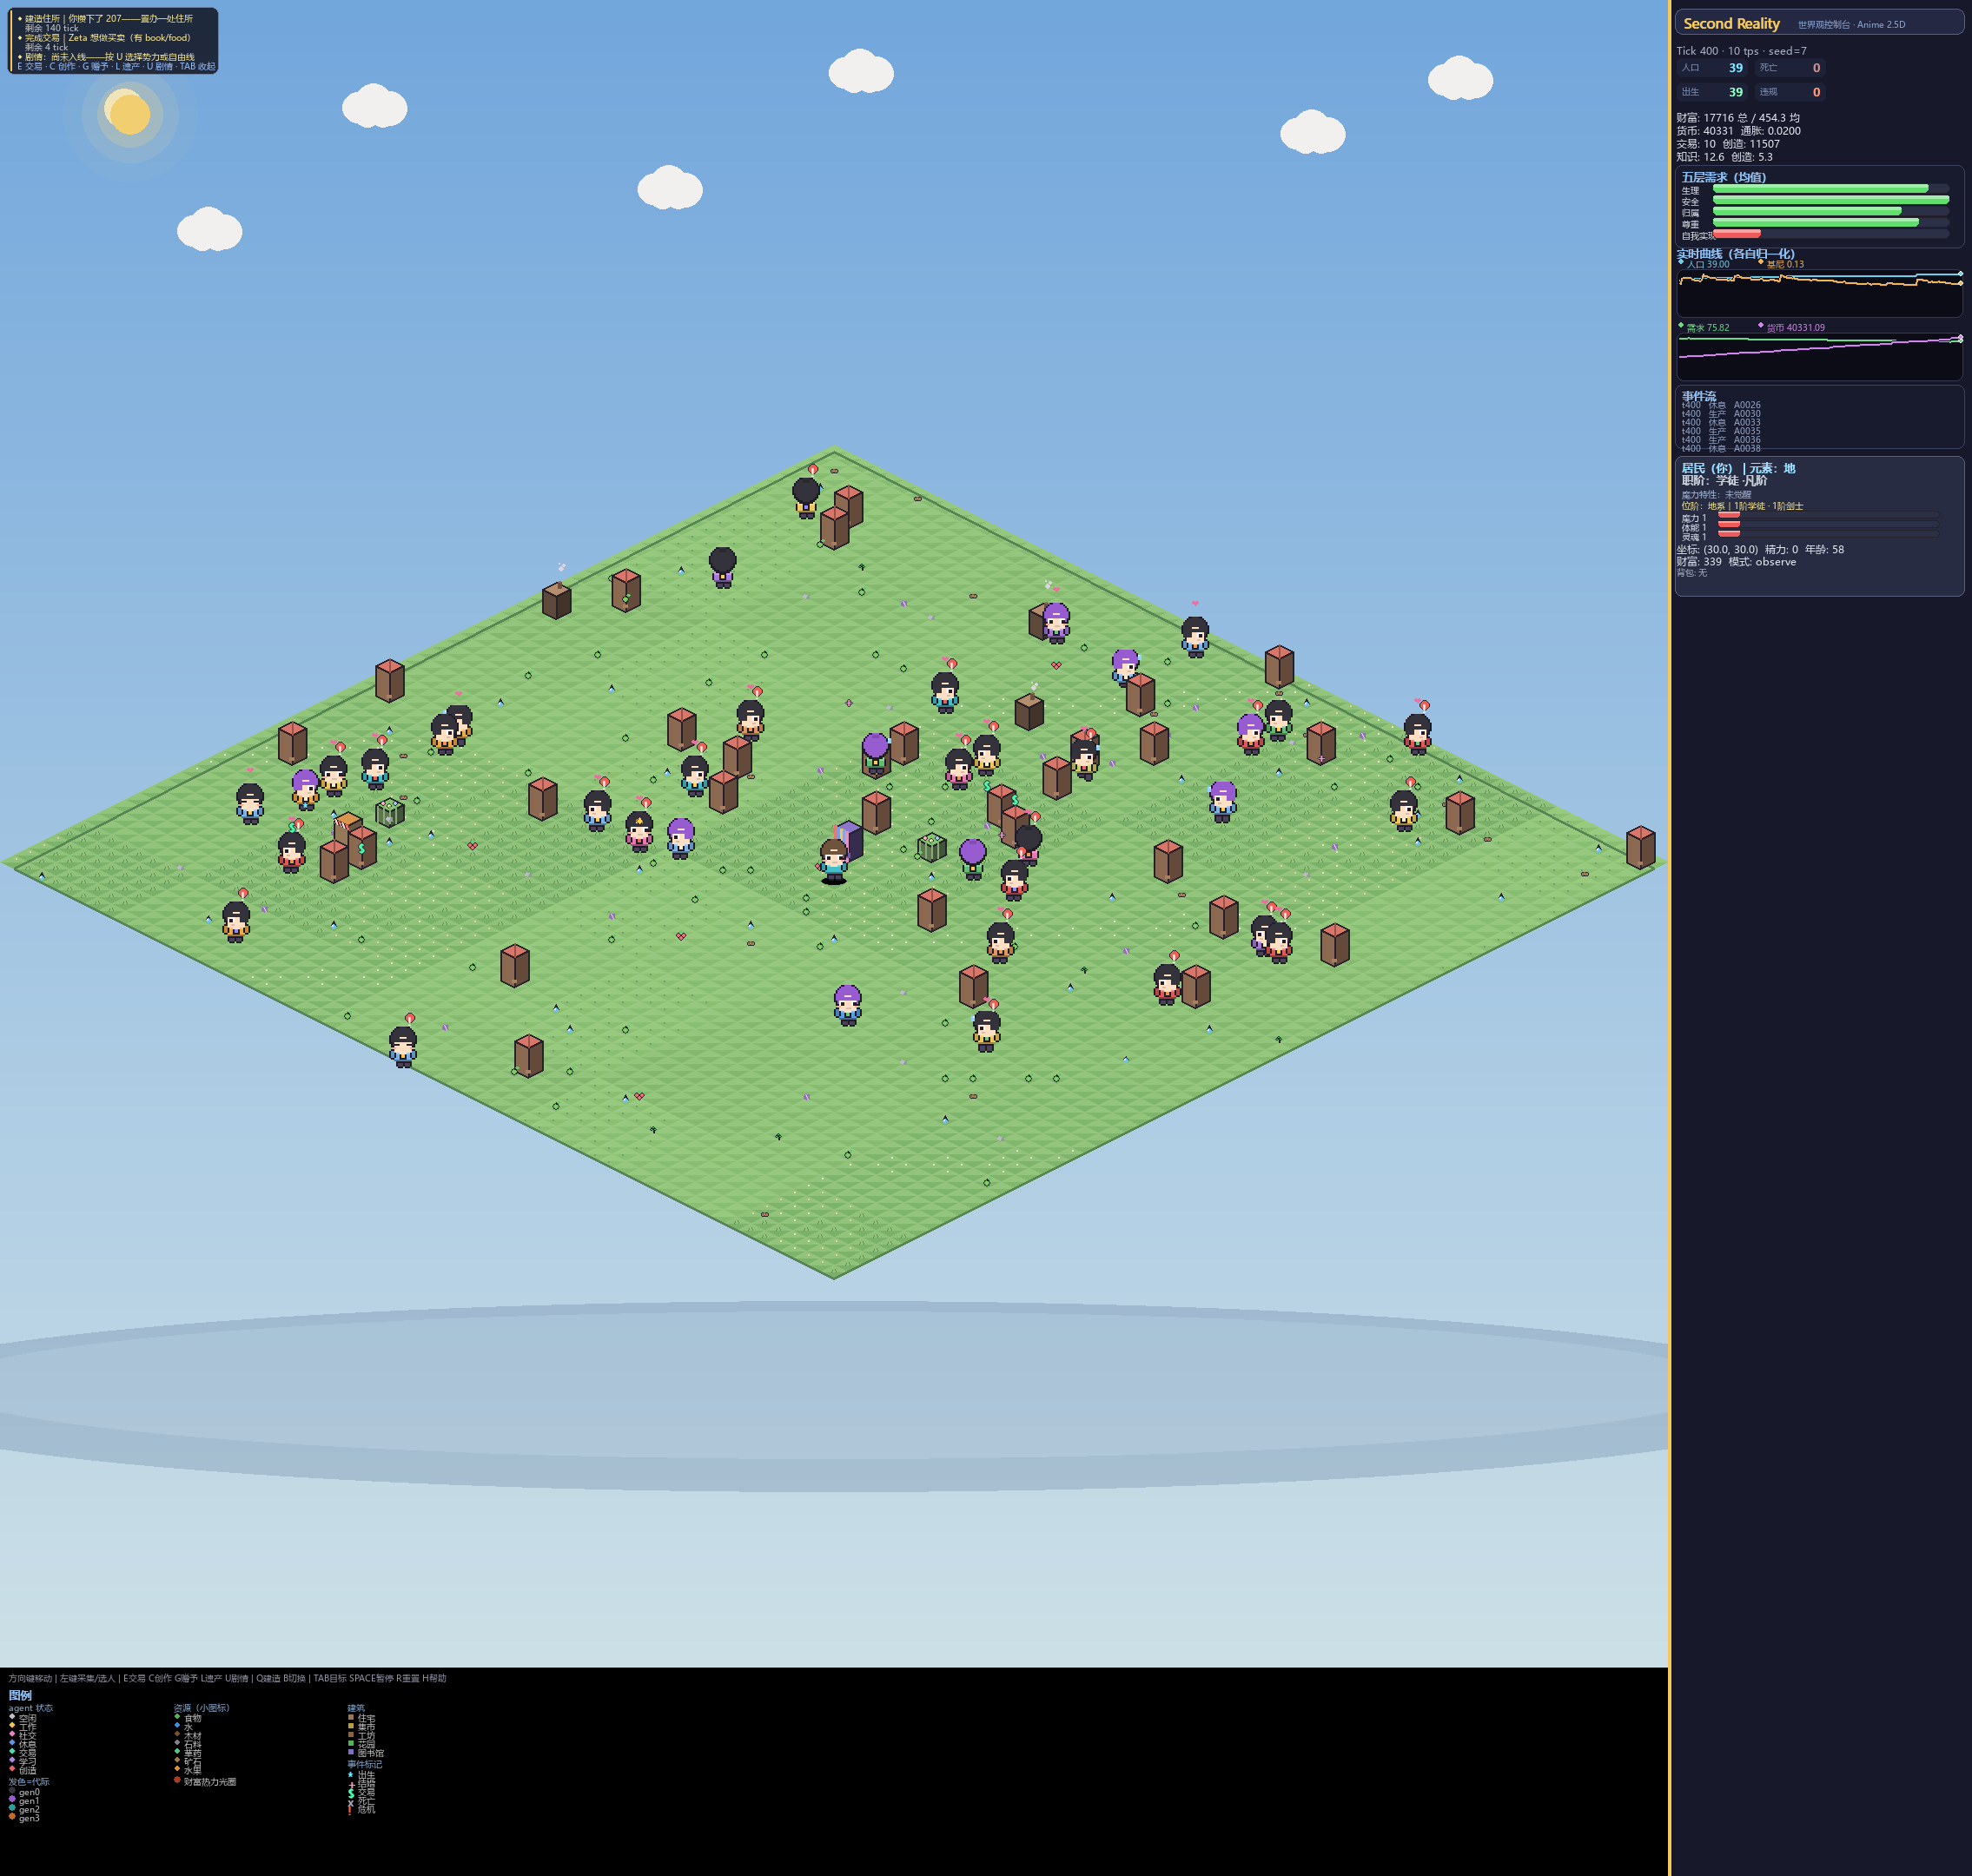 ◆ 建造住所 | 你攒下了 207——置办一处住所
剩余 140 tick
◆ 完成交易 | Zeta 想做买卖（有 book/food）
剩余 4 tick
◆ 剧情：尚未入线——按 U 选择势力或自由线
E 交易 · C 创作 · G 赠予 · L 遗产 · U 剧情 · TAB 收起
Second Reality 世界观控制台 · Anime 2.5D
Tick 400 · 10 tps · seed=7
人口 39 死亡 0
出生 39 违规 0
财富: 17716 总 / 454.3 均
货币: 40331 通胀: 0.0200
交易: 10 创造: 11507
知识: 12.6 创造: 5.3
五层需求（均值）
生理
安全
归属
尊重
自我实现
实时曲线（各自归一化）
人口 39.00 基尼 0.13
需求 75.82 货币 40331.09
事件流
t400 休息 A0026
t400 生产 A0030
t400 休息 A0033
t400 生产 A0035
t400 生产 A0036
t400 休息 A0038
居民（你） | 元素：地
职阶：学徒·凡阶
魔力特性：未觉醒
位阶：地系 | 1阶学徒 · 1阶剑士
魔力 1
体能 1
灵魂 1
坐标: (30.0, 30.0) 精力: 0 年龄: 58
财富: 339 模式: observe
背包: 无
方向键移动 | 左键采集/选人 | E交易 C创作 G赠予 L遗产 U剧情 | Q建造 B切换 | TAB目标 SPACE暂停 R重置 H帮助
图例
agent 状态
空闲
工作
社交
休息
交易
学习
创造
发色=代际
gen0
gen1
gen2
gen3
资源（小图标）
食物
水
木材
石料
草药
矿石
水果
财富热力光圈
建筑
住宅
集市
工坊
花园
图书馆
事件标记
出生
结婚
交易
死亡
危机